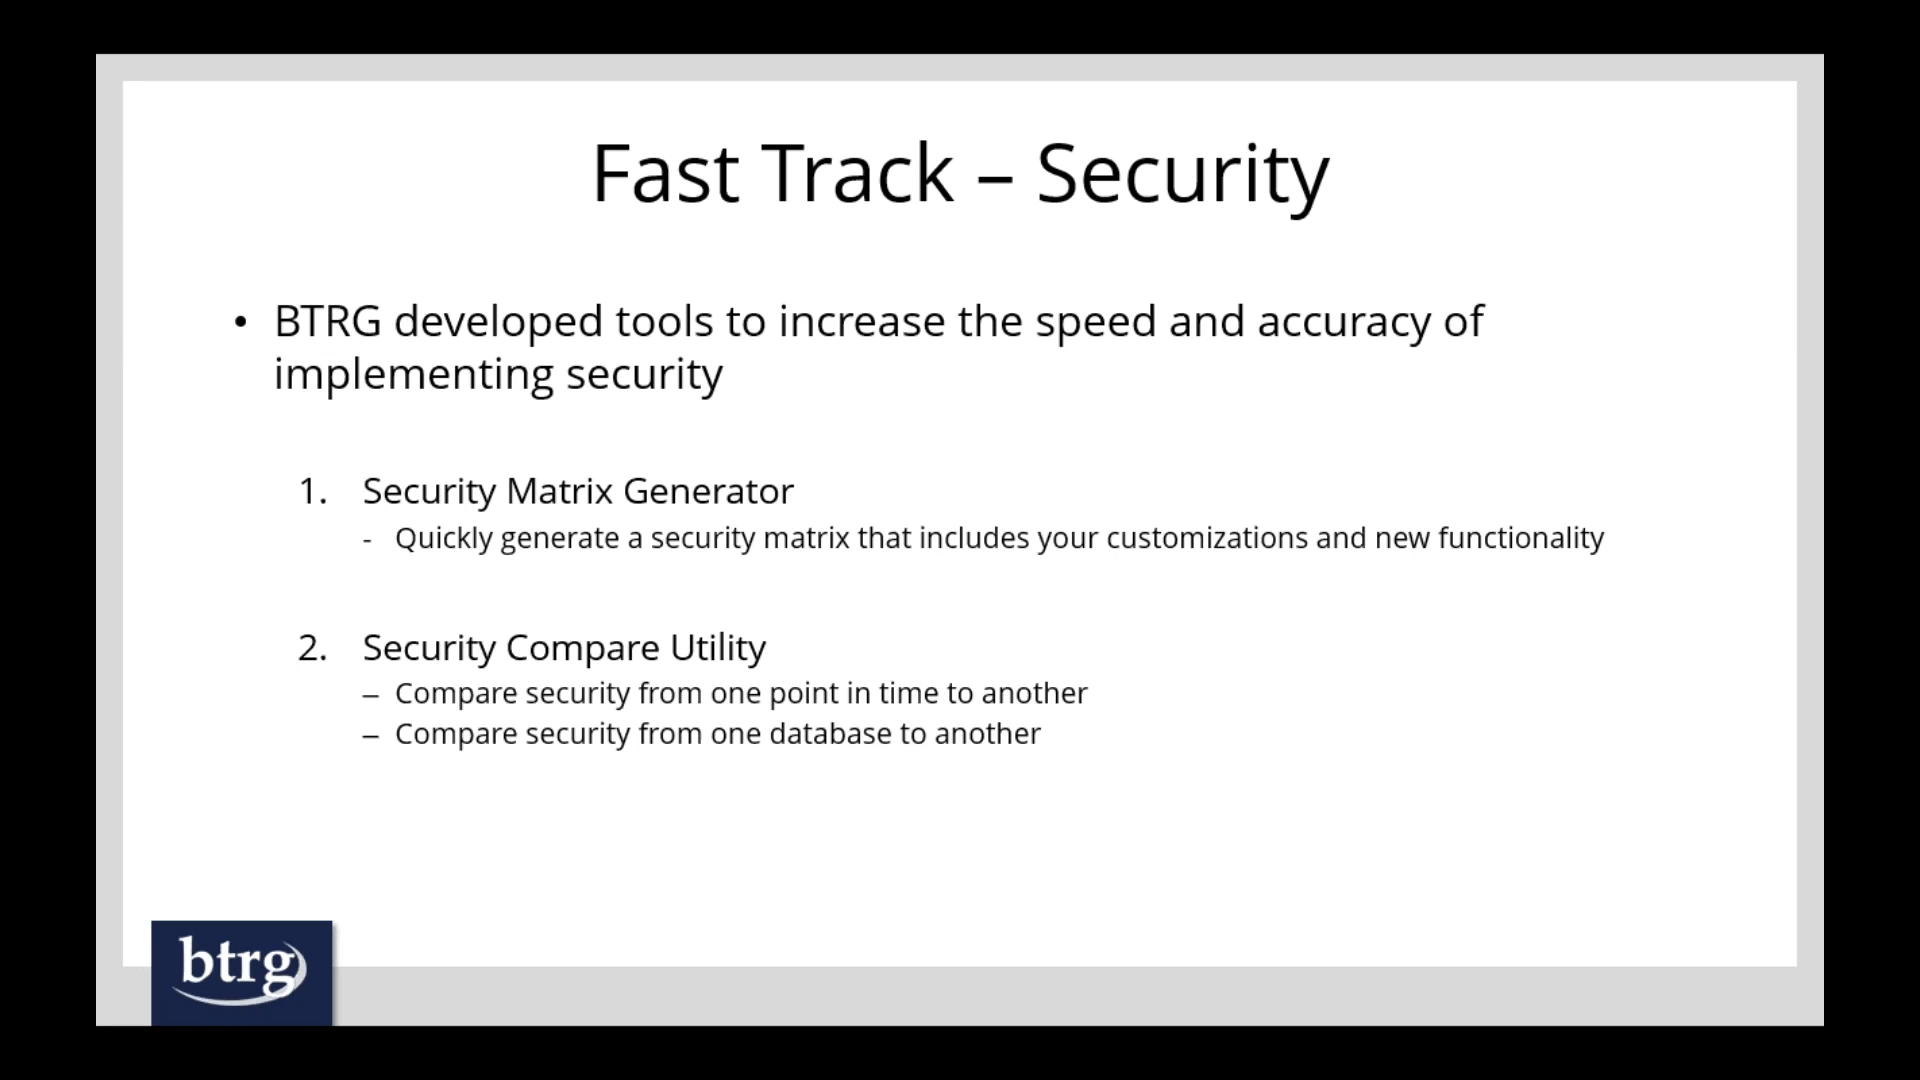 Fast Track – Security
• BTRG developed tools to increase the speed and accuracy of
implementing security
1. Security Matrix Generator
- Quickly generate a security matrix that includes your customizations and new functionality
2. Security Compare Utility
– Compare security from one point in time to another
– Compare security from one database to another
btrg